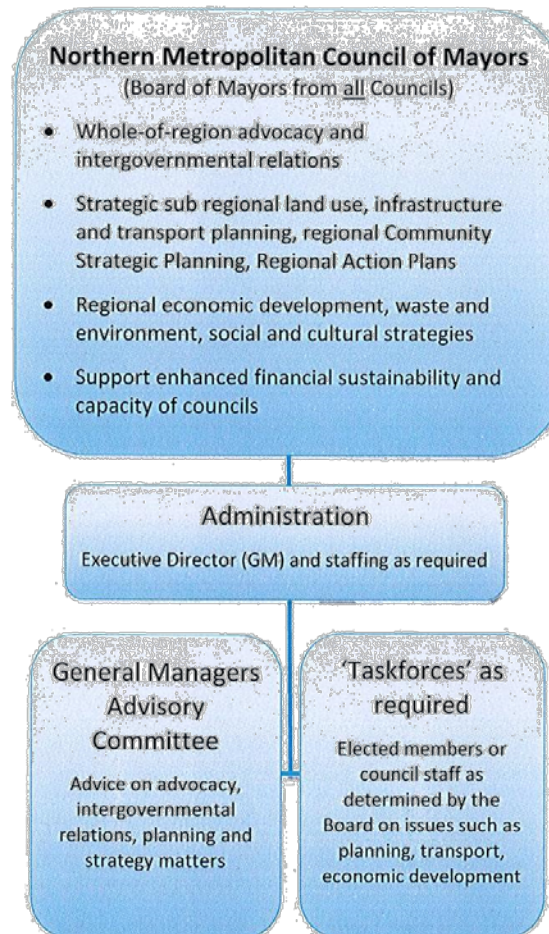 Northern Metropolitan Council of Mayors
(Board of Mayors from all Councils)
• Whole-of-region advocacy and
intergovernmental relations
• Strategic sub regional land use, infrastructure
and transport planning, regional Community
Strategic Planning, Regional Action Plans
• Regional economic development, waste and
environment, social and cultural strategies
• Support enhanced financial sustainability and
capacity of councils
Administration
Executive Director (GM) and staffing as required
General Managers
Advisory
Committee
Advice on advocacy,
intergovernmental
relations, planning and
strategy matters
'Taskforces' as
required
Elected members or
council staff as
determined by the
Board on issues such as
planning, transport,
economic development